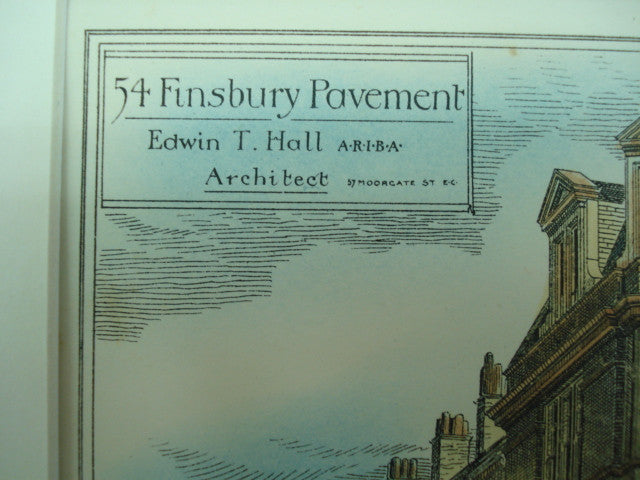 54 Finsbury Pavement
Edwin T. Hall A·R·I·B·A·
Architect 57 MOORGATE ST E·C·